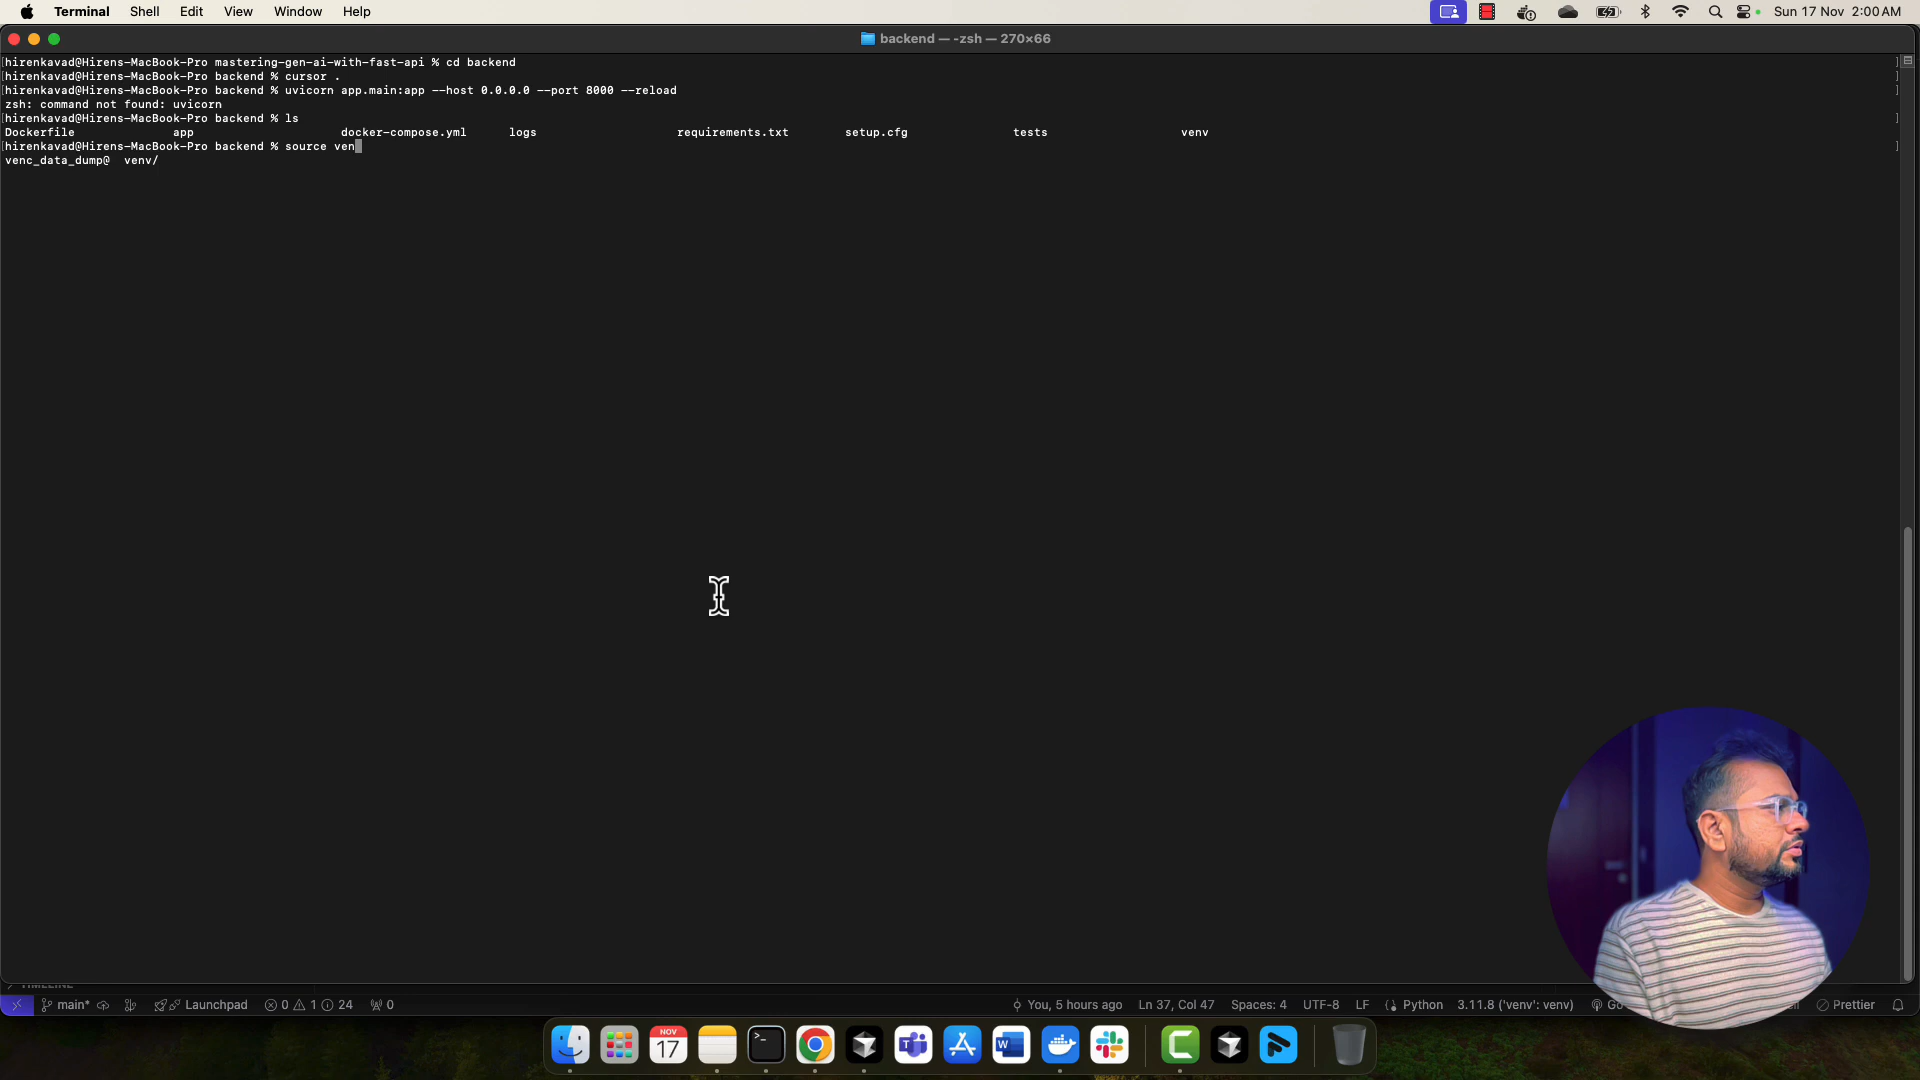 Terminal Shell Edit View Window Help Sun 17 Nov 2:00 AM
backend — -zsh — 270×66
[hirenkavad@Hirens-MacBook-Pro mastering-gen-ai-with-fast-api % cd backend ]
[hirenkavad@Hirens-MacBook-Pro backend % cursor . ]
[hirenkavad@Hirens-MacBook-Pro backend % uvicorn app.main:app --host 0.0.0.0 --port 8000 --reload ]
zsh: command not found: uvicorn
[hirenkavad@Hirens-MacBook-Pro backend % ls ]
Dockerfile app docker-compose.yml logs requirements.txt setup.cfg tests venv
[hirenkavad@Hirens-MacBook-Pro backend % source ven ]
venc_data_dump@ venv/
TIMELINE
main* Launchpad 0 1 24 0 You, 5 hours ago Ln 37, Col 47 Spaces: 4 UTF-8 LF Python 3.11.8 ('venv': venv) Go Prettier
NOV
17